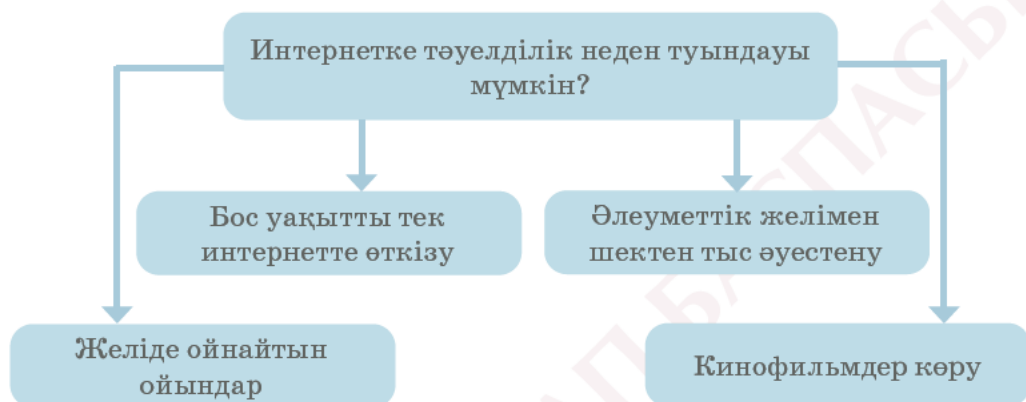 Интернетке тәуелділік неден туындауы
мүмкін?
Бос уақытты тек
интернетте өткізу
Әлеуметтік желімен
шектен тыс әуестену
Желіде ойнайтын
ойындар
Кинофильмдер көру